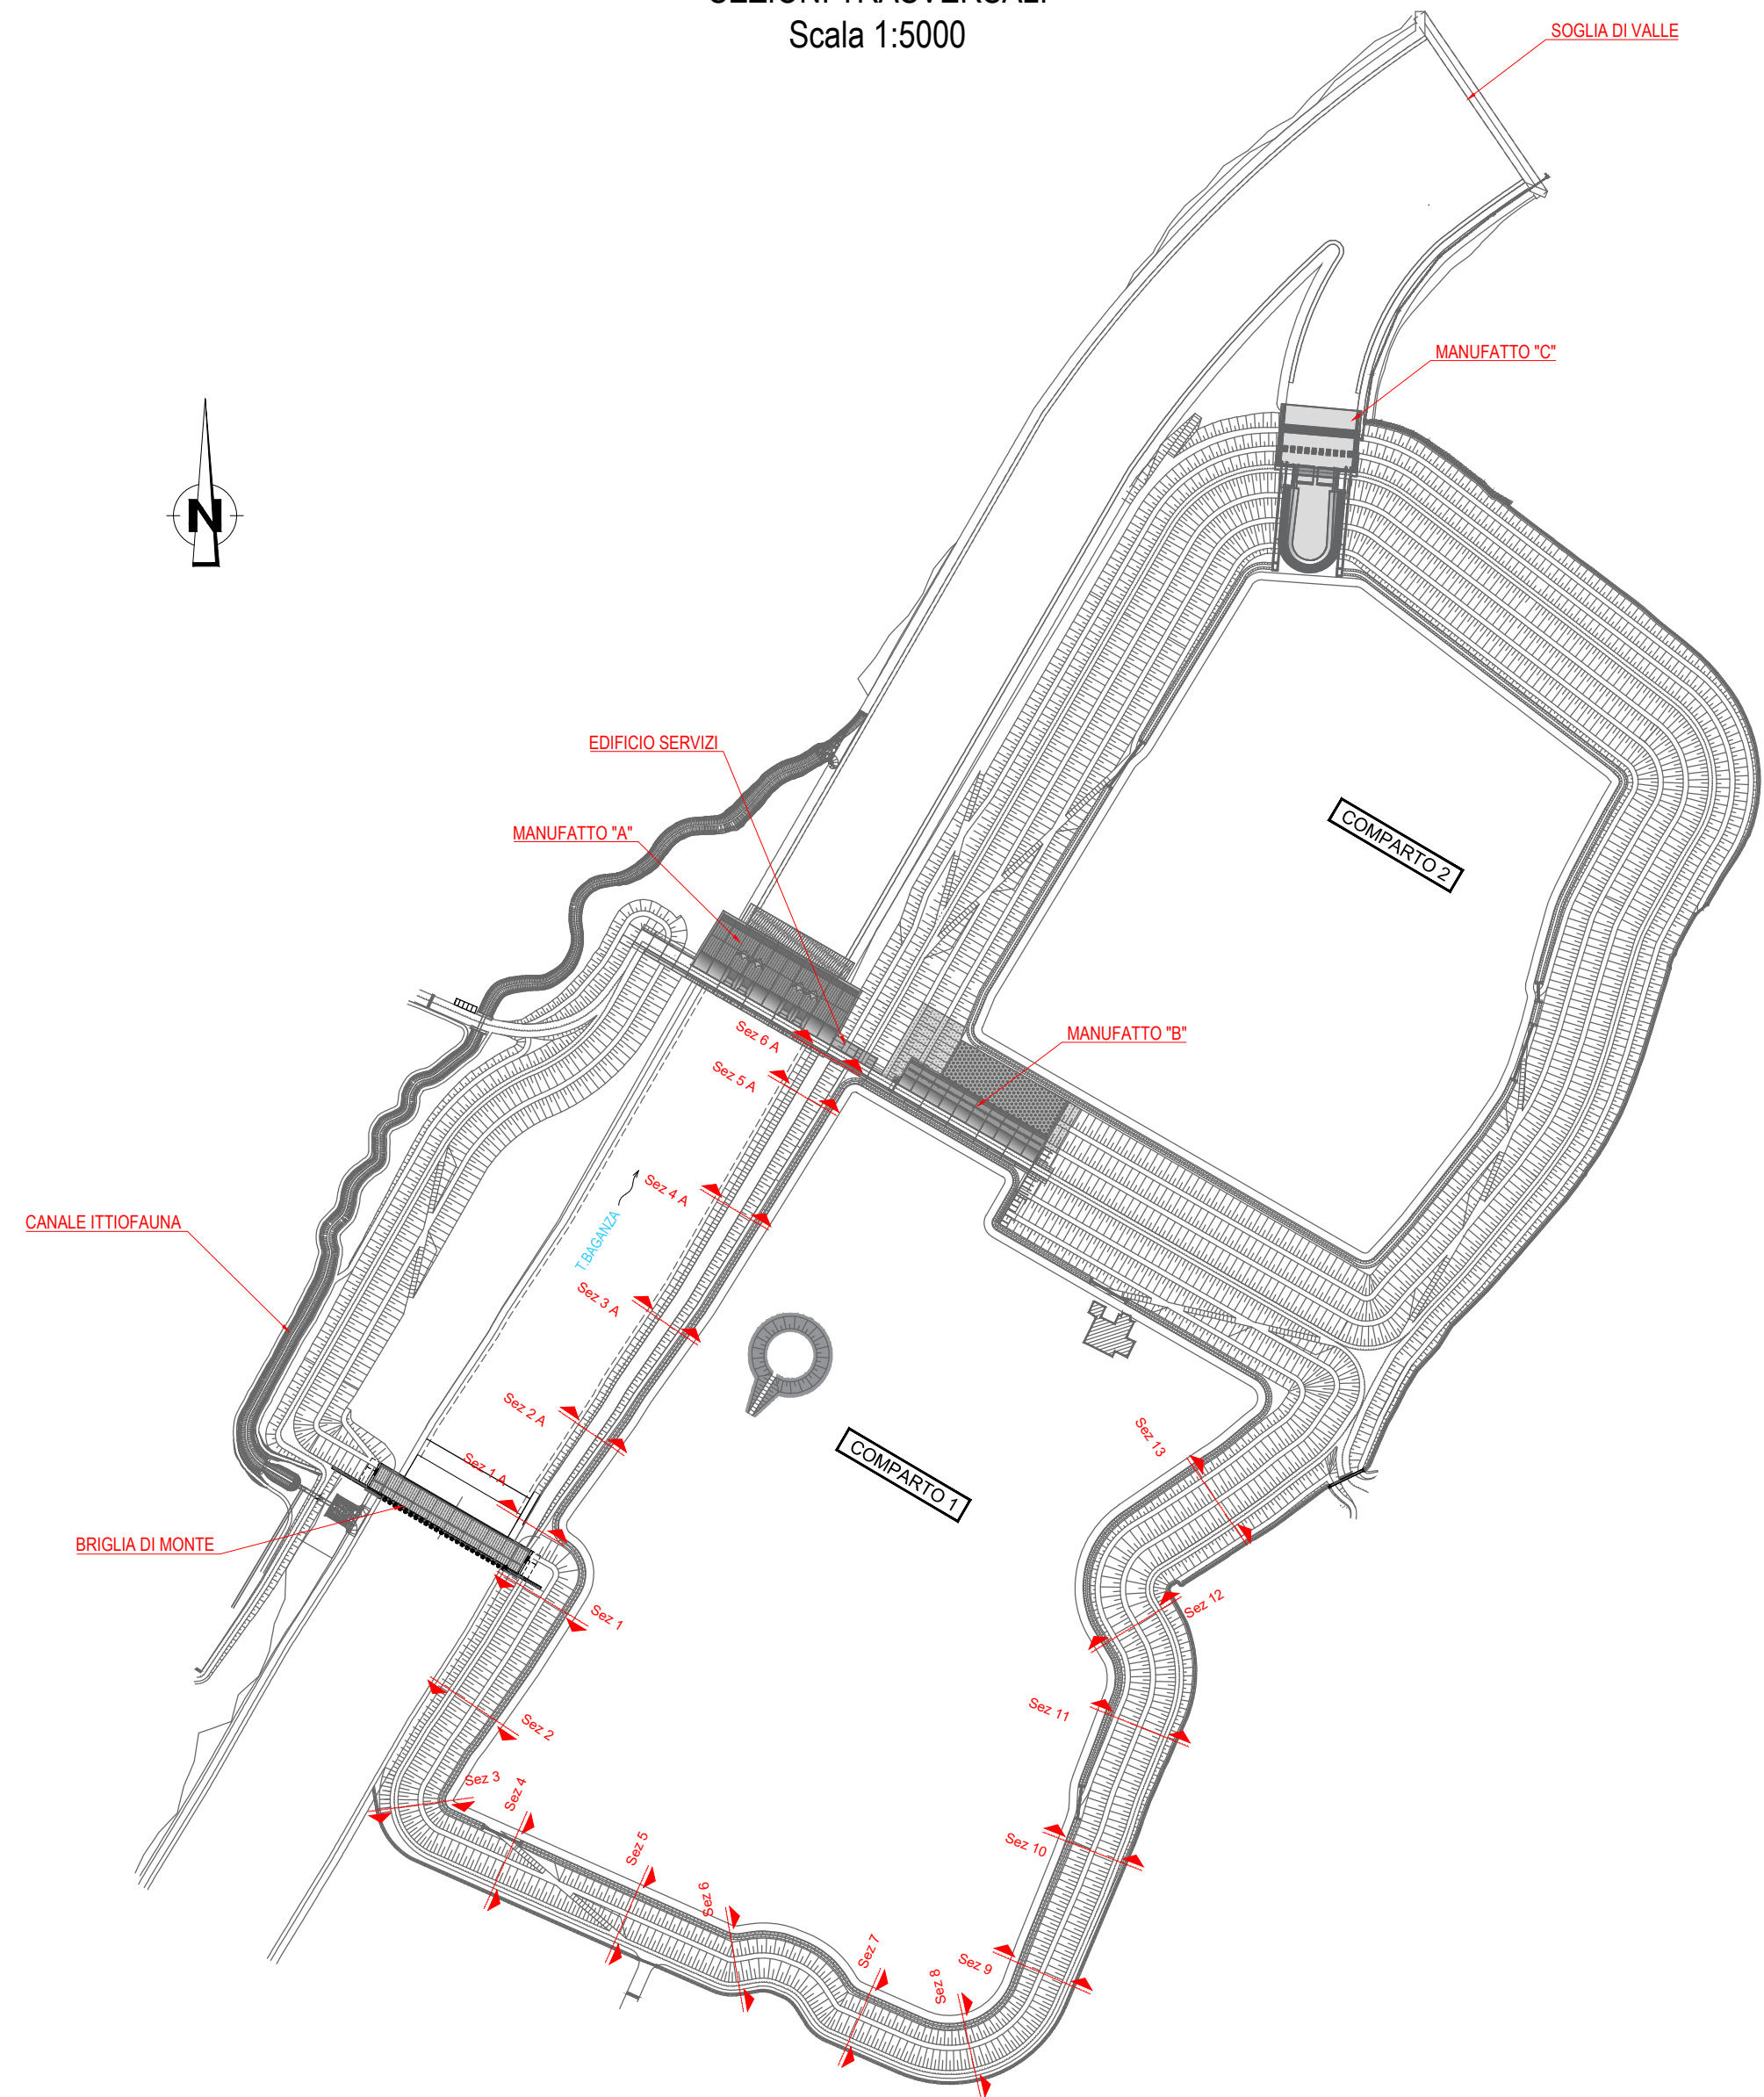 SEZIONI TRASVERSALI
Scala 1:5000
SOGLIA DI VALLE
MANUFATTO "C"
N
EDIFICIO SERVIZI
MANUFATTO "A"
COMPARTO 2
MANUFATTO "B"
Sez 6 A
Sez 5 A
Sez 4 A
CANALE ITTIOFAUNA
T.BAGANZA
Sez 3 A
Sez 2 A
Sez 1 A
COMPARTO 1
Sez 13
BRIGLIA DI MONTE
Sez 1
Sez 12
Sez 2
Sez 11
Sez 3
Sez 4
Sez 5
Sez 10
Sez 6
Sez 7
Sez 8
Sez 9